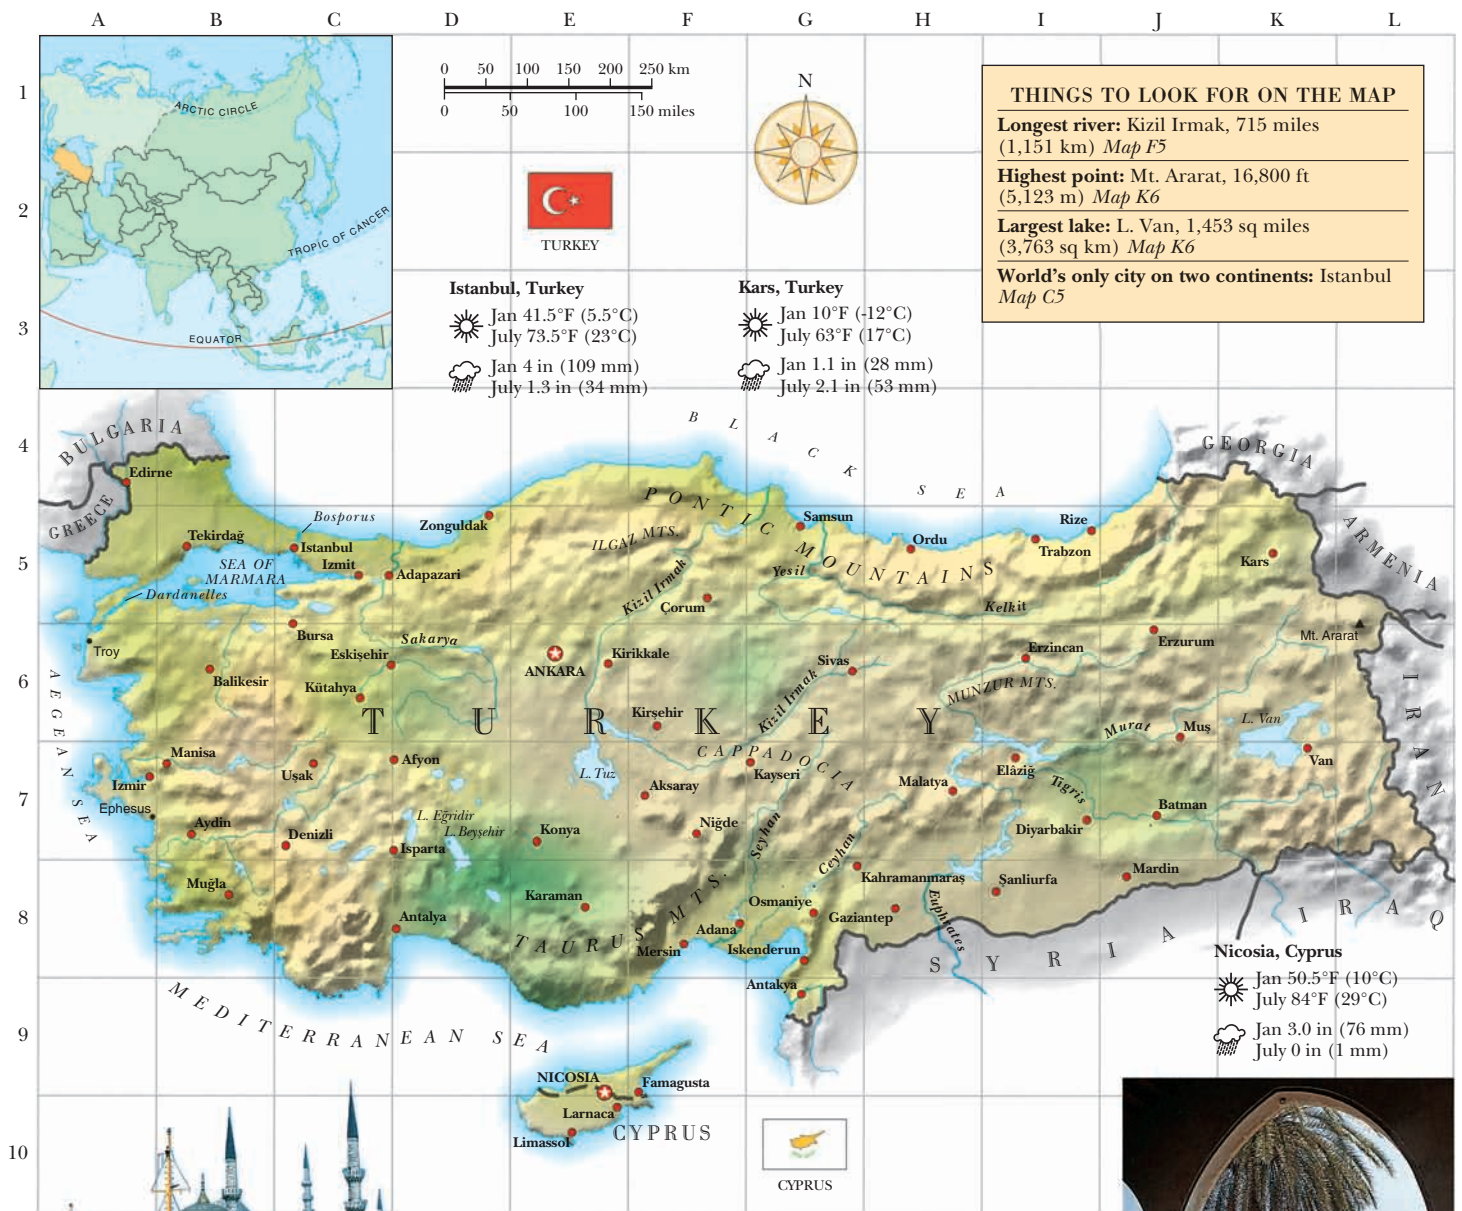 A B C D E F G H I J K L
1
2
3
4
5
6
7
8
9
10
ARCTIC CIRCLE
TROPIC OF CANCER
EQUATOR
0 50 100 150 200 250 km
0 50 100 150 miles
TURKEY
N
THINGS TO LOOK FOR ON THE MAP
Longest river: Kizil Irmak, 715 miles
(1,151 km) Map F5
Highest point: Mt. Ararat, 16,800 ft
(5,123 m) Map K6
Largest lake: L. Van, 1,453 sq miles
(3,763 sq km) Map K6
World's only city on two continents: Istanbul
Map C5
Istanbul, Turkey
Jan 41.5°F (5.5°C)
July 73.5°F (23°C)
Jan 4 in (109 mm)
July 1.3 in (34 mm)
Kars, Turkey
Jan 10°F (-12°C)
July 63°F (17°C)
Jan 1.1 in (28 mm)
July 2.1 in (53 mm)
BULGARIA
GREECE
BLACK SEA
GEORGIA
ARMENIA
IRAN
IRAQ
SYRIA
AEGEAN SEA
MEDITERRANEAN SEA
TURKEY
Edirne
Tekirdağ
Bosporus
Istanbul
Izmit
SEA OF
MARMARA
Dardanelles
Adapazari
Zonguldak
PONTIC MOUNTAINS
ILGAZ MTS.
Kizil Irmak
Samsun
Yesil
Ordu
Trabzon
Rize
Kars
Çorum
Kelkit
Bursa
Troy
Sakarya
Eskişehir
Balikesir
Kütahya
ANKARA
Kirikkale
Sivas
Kizil Irmak
Erzincan
Erzurum
Mt. Ararat
MUNZUR MTS.
Kirşehir
Murat
Muş
L. Van
Van
Manisa
Izmir
Ephesus
Uşak
Afyon
L. Tuz
CAPPADOCIA
Aksaray
Kayseri
Malatya
Elâziğ
Tigris
Batman
Diyarbakir
Aydin
Denizli
L. Eğridir
L. Beyşehir
Isparta
Konya
Niğde
Seyhan
Ceyhan
Muğla
Karaman
Kahramanmaraş
Şanliurfa
Mardin
Antalya
TAURUS MTS.
Osmaniye
Gaziantep
Euphrates
Adana
Mersin
Iskenderun
Antakya
Nicosia, Cyprus
Jan 50.5°F (10°C)
July 84°F (29°C)
Jan 3.0 in (76 mm)
July 0 in (1 mm)
NICOSIA
Famagusta
Larnaca
Limassol
CYPRUS
CYPRUS